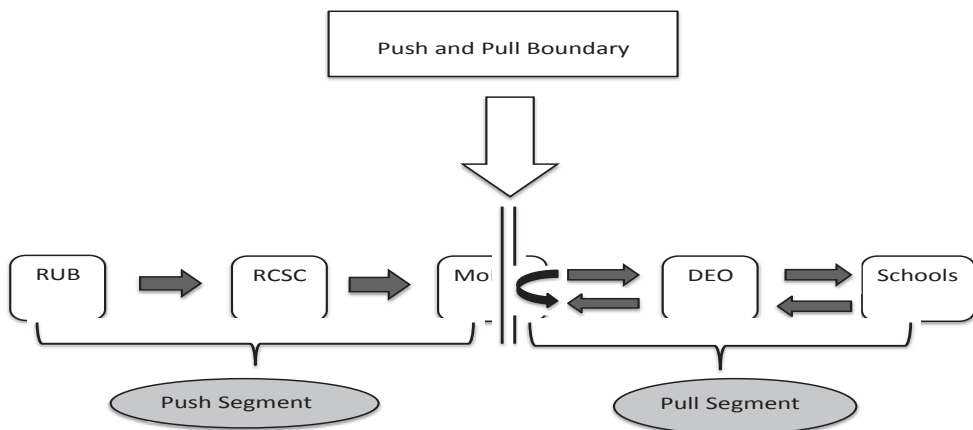 Push and Pull Boundary
RUB
RCSC
DEO
Schools
Push Segment
Pull Segment